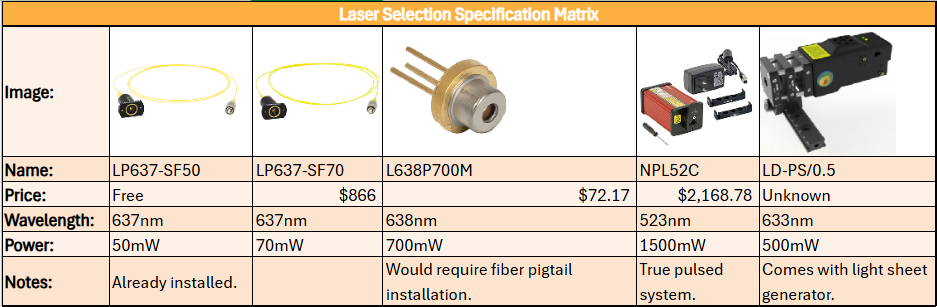 Laser Selection Specification Matrix
Image:
Name: LP637-SF50 LP637-SF70 L638P700M NPL52C LD-PS/0.5
Price: Free $866 $72.17 $2,168.78 Unknown
Wavelength: 637nm 637nm 638nm 523nm 633nm
Power: 50mW 70mW 700mW 1500mW 500mW
Notes: Already installed. Would require fiber pigtail installation. True pulsed system. Comes with light sheet generator.